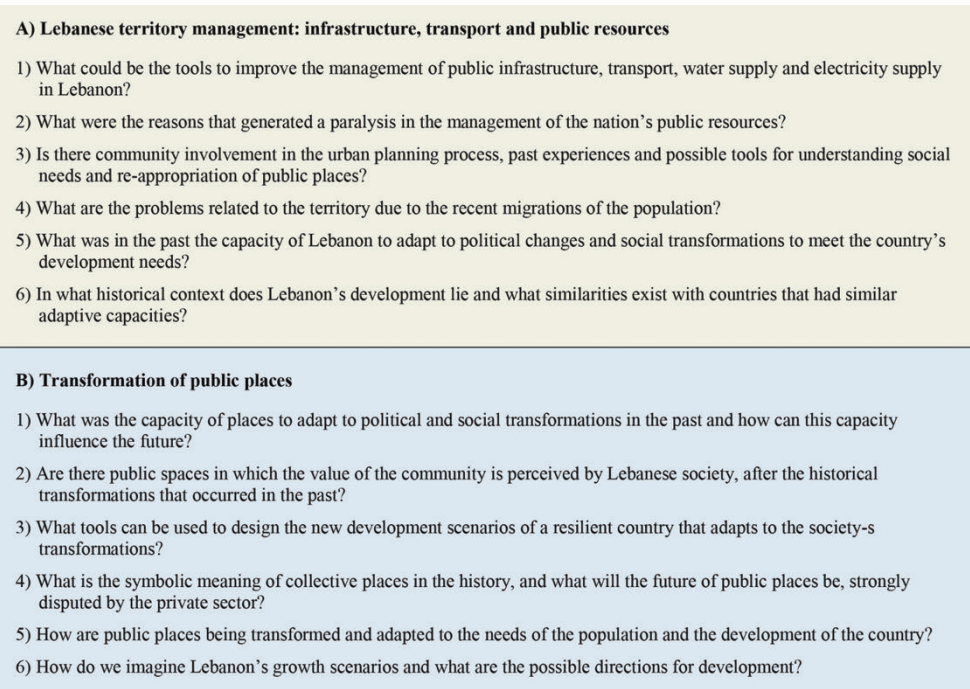 A) Lebanese territory management: infrastructure, transport and public resources
1) What could be the tools to improve the management of public infrastructure, transport, water supply and electricity supply
in Lebanon?
2) What were the reasons that generated a paralysis in the management of the nation’s public resources?
3) Is there community involvement in the urban planning process, past experiences and possible tools for understanding social
needs and re-appropriation of public places?
4) What are the problems related to the territory due to the recent migrations of the population?
5) What was in the past the capacity of Lebanon to adapt to political changes and social transformations to meet the country’s
development needs?
6) In what historical context does Lebanon’s development lie and what similarities exist with countries that had similar
adaptive capacities?
B) Transformation of public places
1) What was the capacity of places to adapt to political and social transformations in the past and how can this capacity
influence the future?
2) Are there public spaces in which the value of the community is perceived by Lebanese society, after the historical
transformations that occurred in the past?
3) What tools can be used to design the new development scenarios of a resilient country that adapts to the society-s
transformations?
4) What is the symbolic meaning of collective places in the history, and what will the future of public places be, strongly
disputed by the private sector?
5) How are public places being transformed and adapted to the needs of the population and the development of the country?
6) How do we imagine Lebanon’s growth scenarios and what are the possible directions for development?